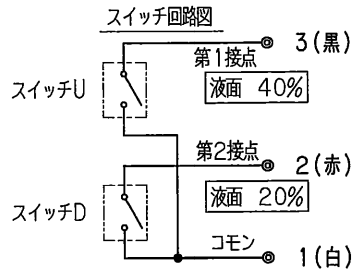 スイッチ回路図
3(黒)
第1接点
スイッチU
液面 40%
第2接点
2(赤)
液面 20%
スイッチD
コモン
1(白)